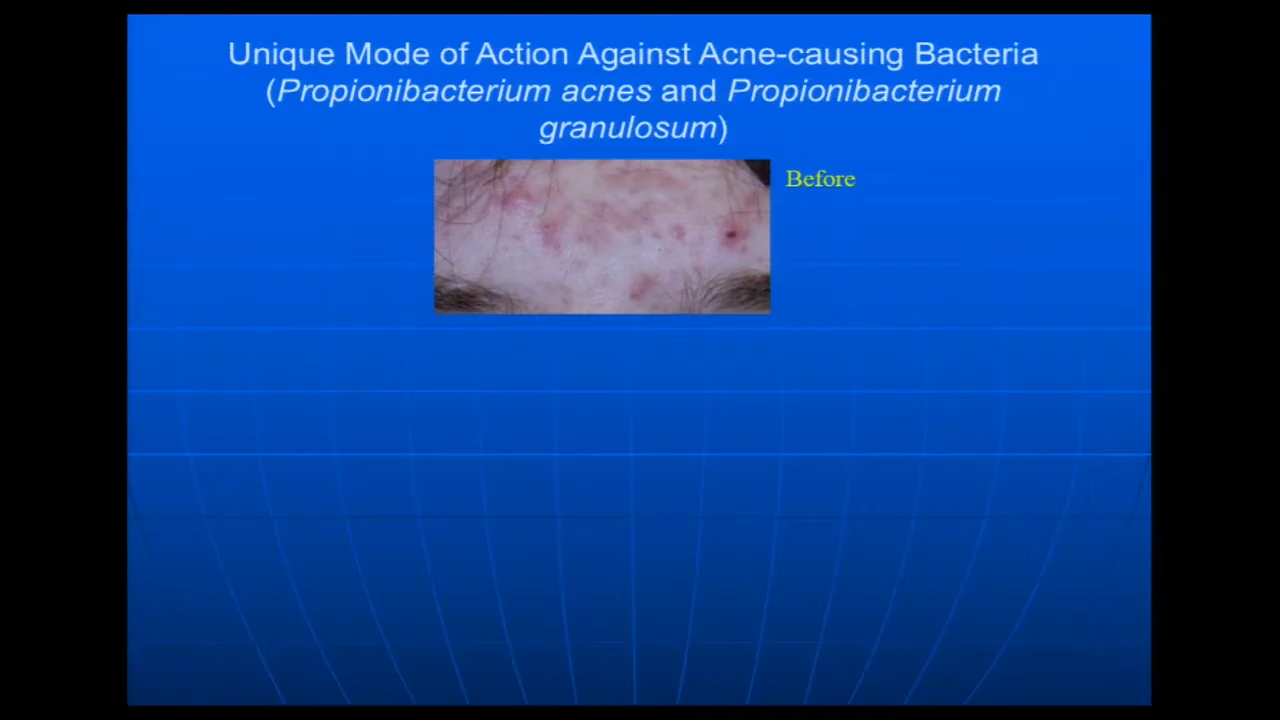 Unique Mode of Action Against Acne-causing Bacteria
(Propionibacterium acnes and Propionibacterium
granulosum)
Before